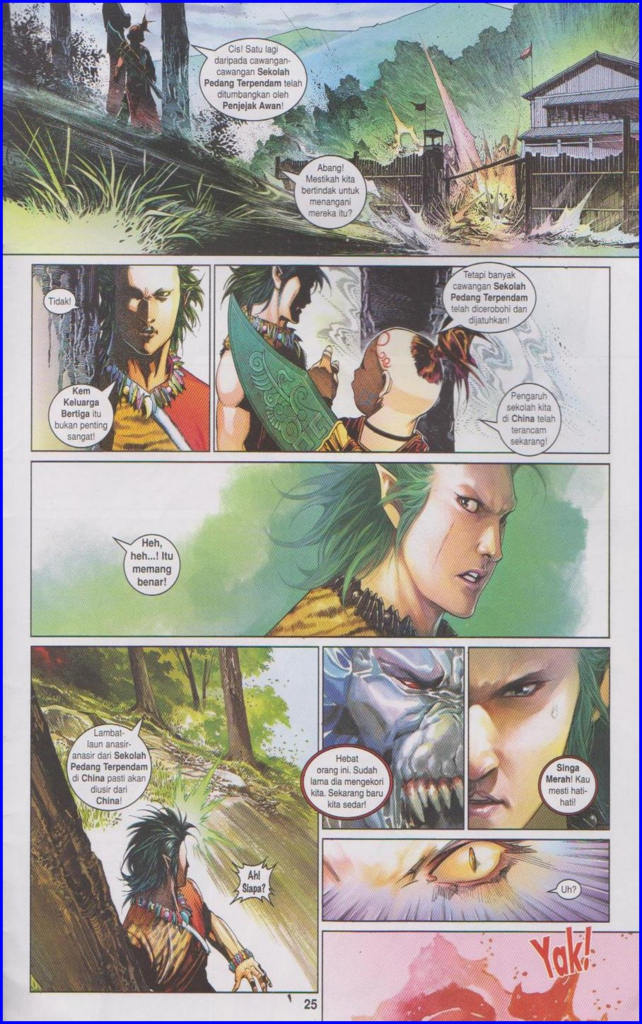 Cis! Satu lagi
daripada cawangan-
cawangan Sekolah
Pedang Terpendam telah
ditumbangkan oleh
Penjejak Awan!
Abang!
Mestikah kita
bertindak untuk
menangani
mereka itu?
Tidak!
Kem
Keluarga
Bertiga itu
bukan penting
sangat!
Tetapi banyak
cawangan Sekolah
Pedang Terpendam
telah dicerobohi dan
dijatuhkan!
Pengaruh
sekolah kita
di China telah
terancam
sekarang!
Heh,
heh...! Itu
memang
benar!
Lambat-
laun anasir-
anasir dari Sekolah
Pedang Terpendam
di China pasti akan
diusir dari
China!
Ah!
Siapa?
Hebat
orang ini. Sudah
lama dia mengekori
kita. Sekarang baru
kita sedar!
Singa
Merah! Kau
mesti hati-
hati!
Uh?
Yak!
25